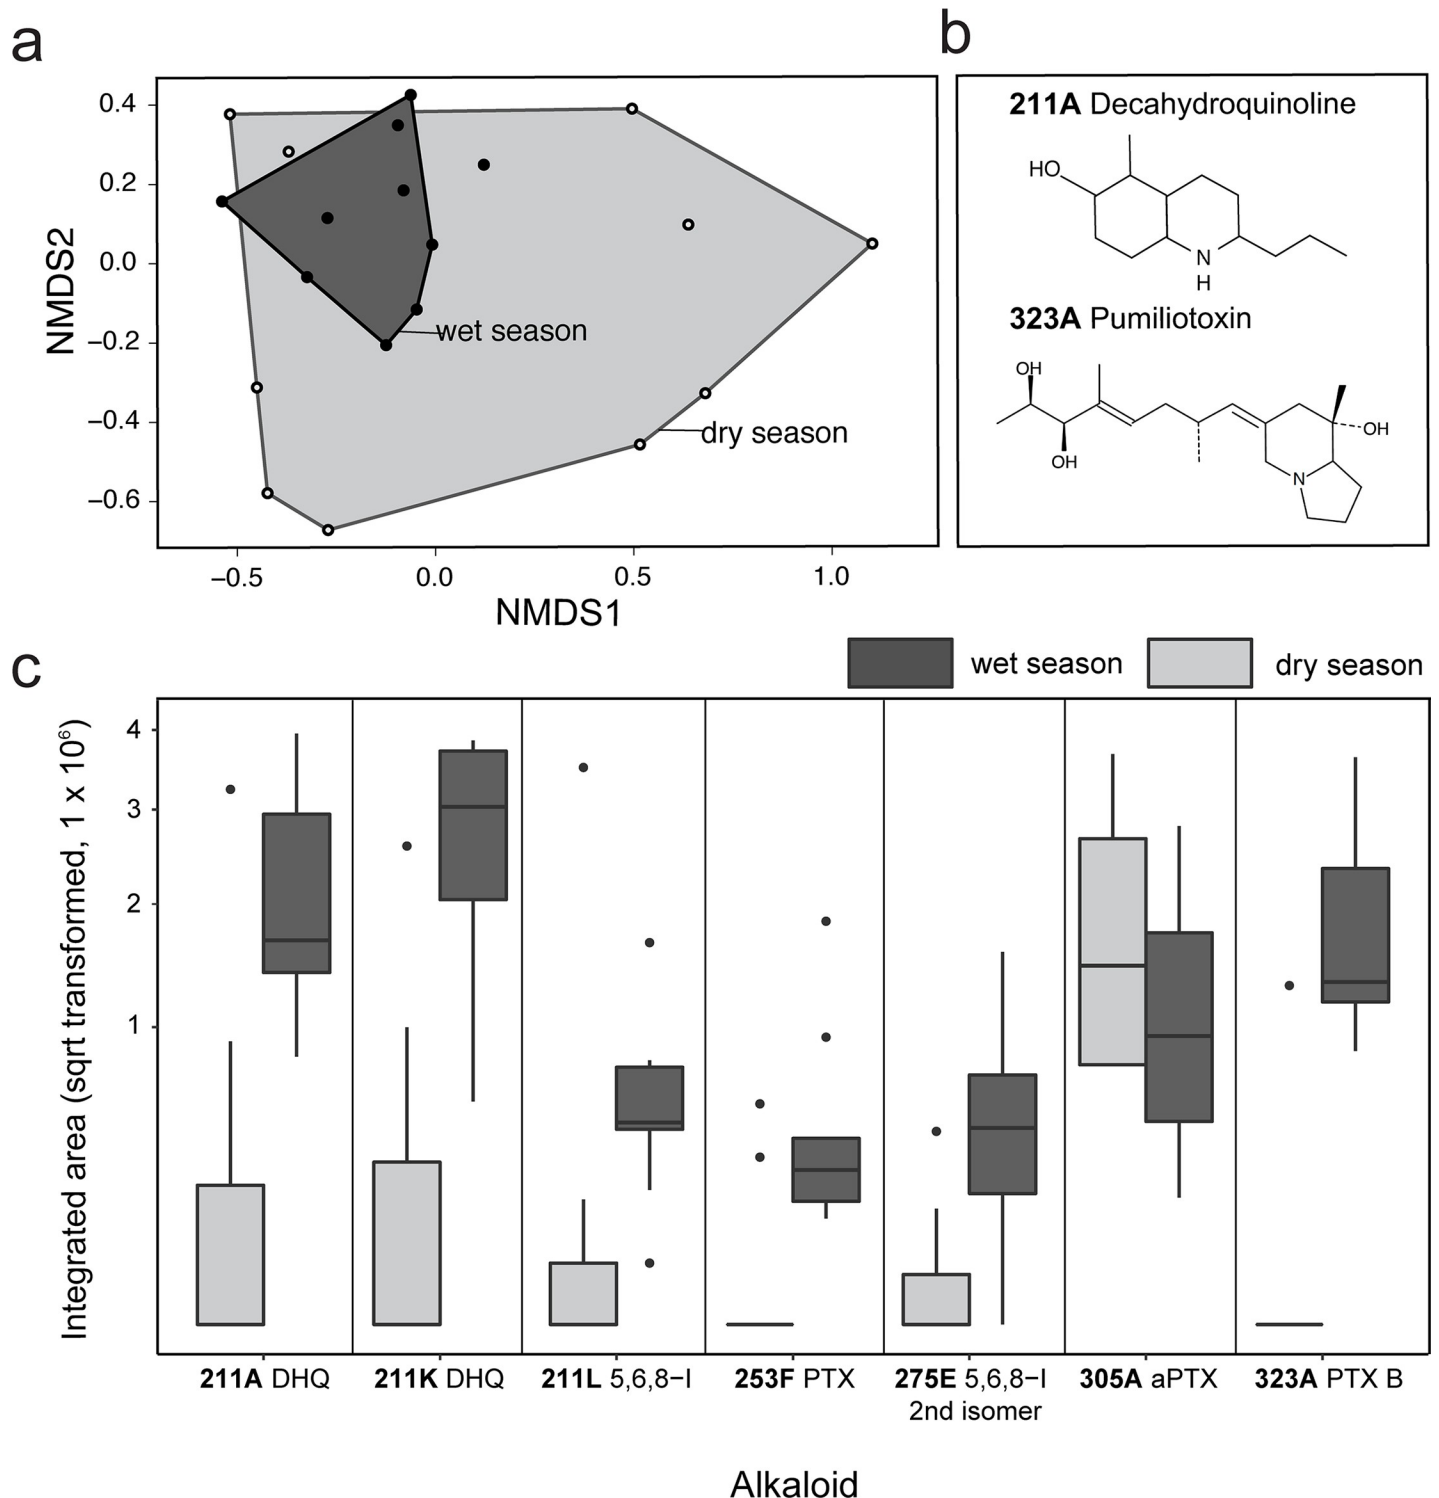 a
0.4
0.2
0.0
−0.2
−0.4
−0.6
NMDS2
wet season
dry season
−0.5
0.0
0.5
1.0
NMDS1
b
211A Decahydroquinoline
HO
N
H
323A Pumiliotoxin
OH
OH
OH
N
c
wet season
dry season
Integrated area (sqrt transformed, 1 x 10⁶)
4
3
2
1
211A DHQ
211K DHQ
211L 5,6,8−I
253F PTX
275E 5,6,8−I
2nd isomer
305A aPTX
323A PTX B
Alkaloid